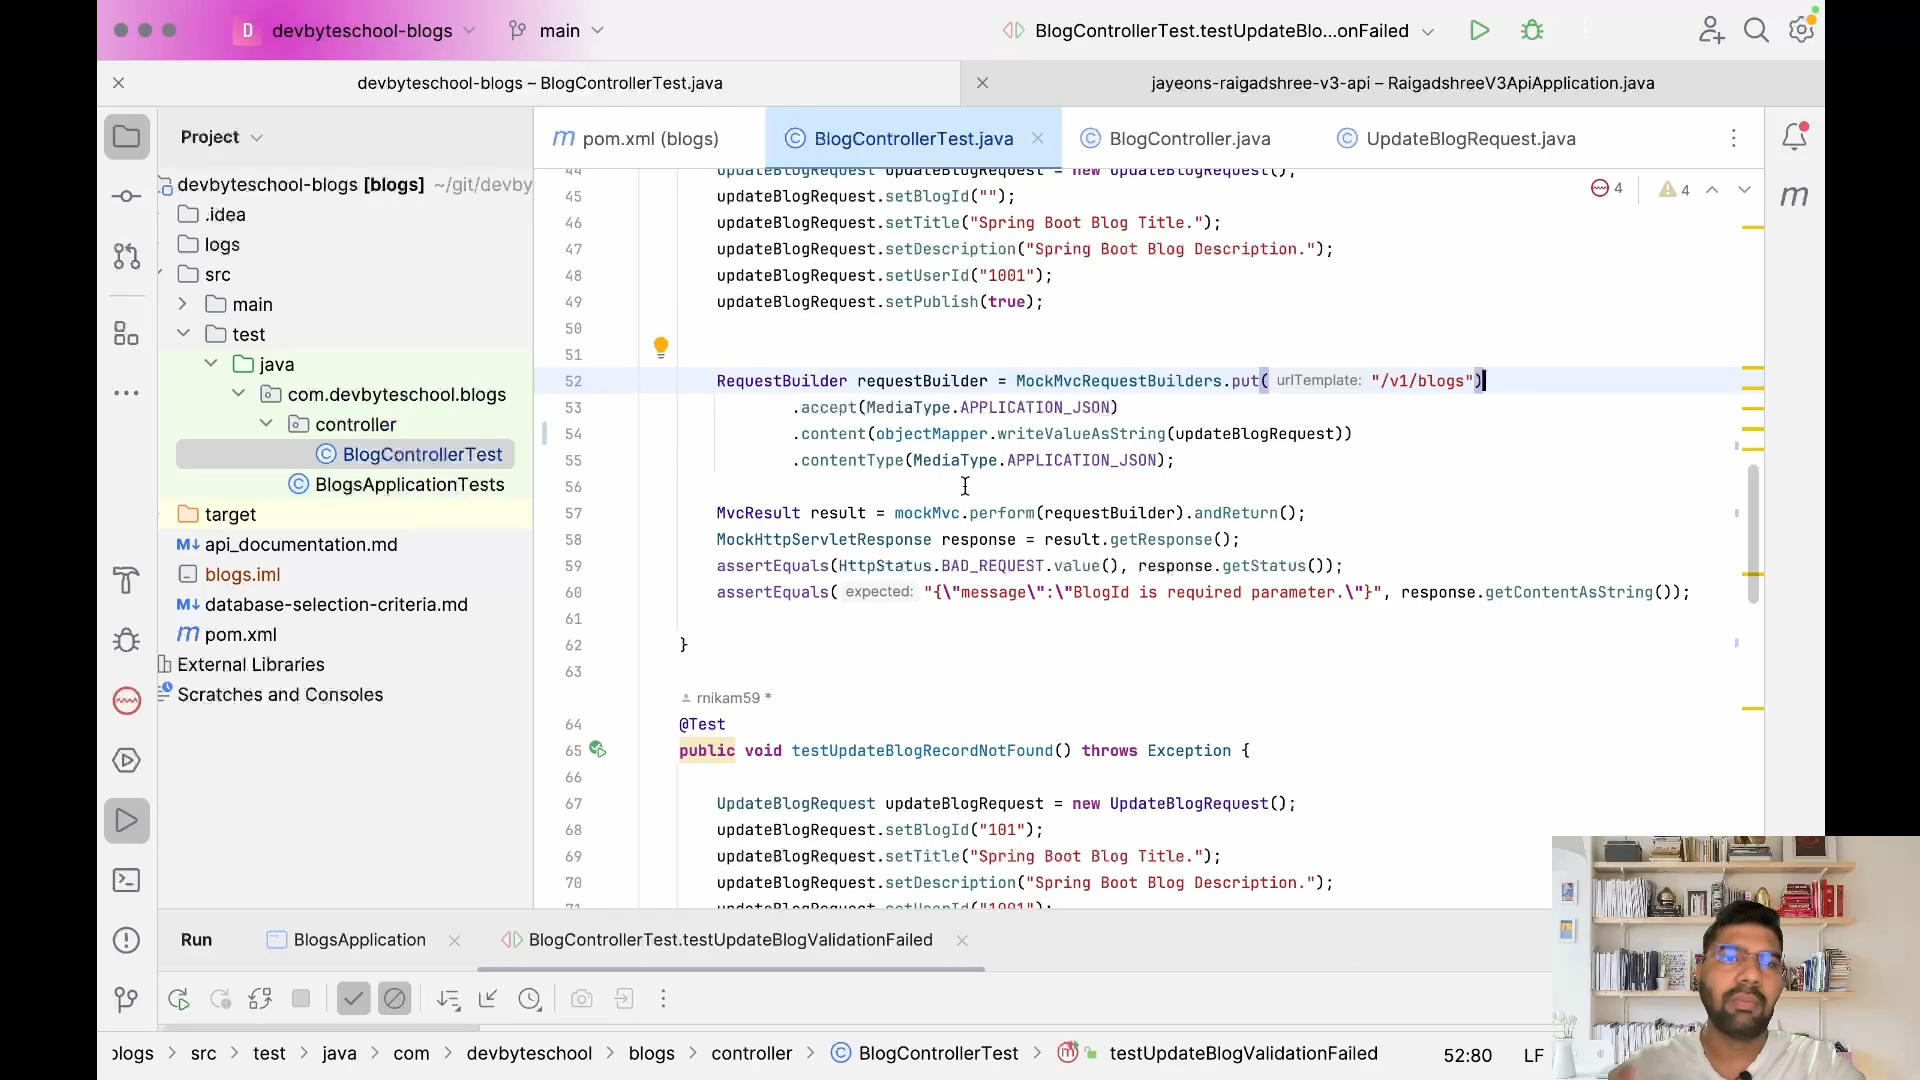 D devbyteschool-blogs main BlogControllerTest.testUpdateBlo...onFailed
devbyteschool-blogs – BlogControllerTest.java
jayeons-raigadshree-v3-api – RaigadshreeV3ApiApplication.java
Project
devbyteschool-blogs [blogs] ~/git/devby
.idea
logs
src
main
test
java
com.devbyteschool.blogs
controller
BlogControllerTest
BlogsApplicationTests
target
M↓ api_documentation.md
blogs.iml
M↓ database-selection-criteria.md
m pom.xml
External Libraries
Scratches and Consoles
m pom.xml (blogs)
BlogControllerTest.java
BlogController.java
UpdateBlogRequest.java
4 4
m
44 UpdateBlogRequest updateBlogRequest = new UpdateBlogRequest();
45 updateBlogRequest.setBlogId("");
46 updateBlogRequest.setTitle("Spring Boot Blog Title.");
47 updateBlogRequest.setDescription("Spring Boot Blog Description.");
48 updateBlogRequest.setUserId("1001");
49 updateBlogRequest.setPublish(true);
50
51
52 RequestBuilder requestBuilder = MockMvcRequestBuilders.put( urlTemplate: "/v1/blogs")
53 .accept(MediaType.APPLICATION_JSON)
54 .content(objectMapper.writeValueAsString(updateBlogRequest))
55 .contentType(MediaType.APPLICATION_JSON);
56
57 MvcResult result = mockMvc.perform(requestBuilder).andReturn();
58 MockHttpServletResponse response = result.getResponse();
59 assertEquals(HttpStatus.BAD_REQUEST.value(), response.getStatus());
60 assertEquals( expected: "{\"message\":\"BlogId is required parameter.\"}", response.getContentAsString());
61
62 }
63
rnikam59 *
64 @Test
65 public void testUpdateBlogRecordNotFound() throws Exception {
66
67 UpdateBlogRequest updateBlogRequest = new UpdateBlogRequest();
68 updateBlogRequest.setBlogId("101");
69 updateBlogRequest.setTitle("Spring Boot Blog Title.");
70 updateBlogRequest.setDescription("Spring Boot Blog Description.");
71 updateBlogRequest.setUserId("1001");
Run BlogsApplication BlogControllerTest.testUpdateBlogValidationFailed
blogs > src > test > java > com > devbyteschool > blogs > controller > BlogControllerTest > testUpdateBlogValidationFailed 52:80 LF